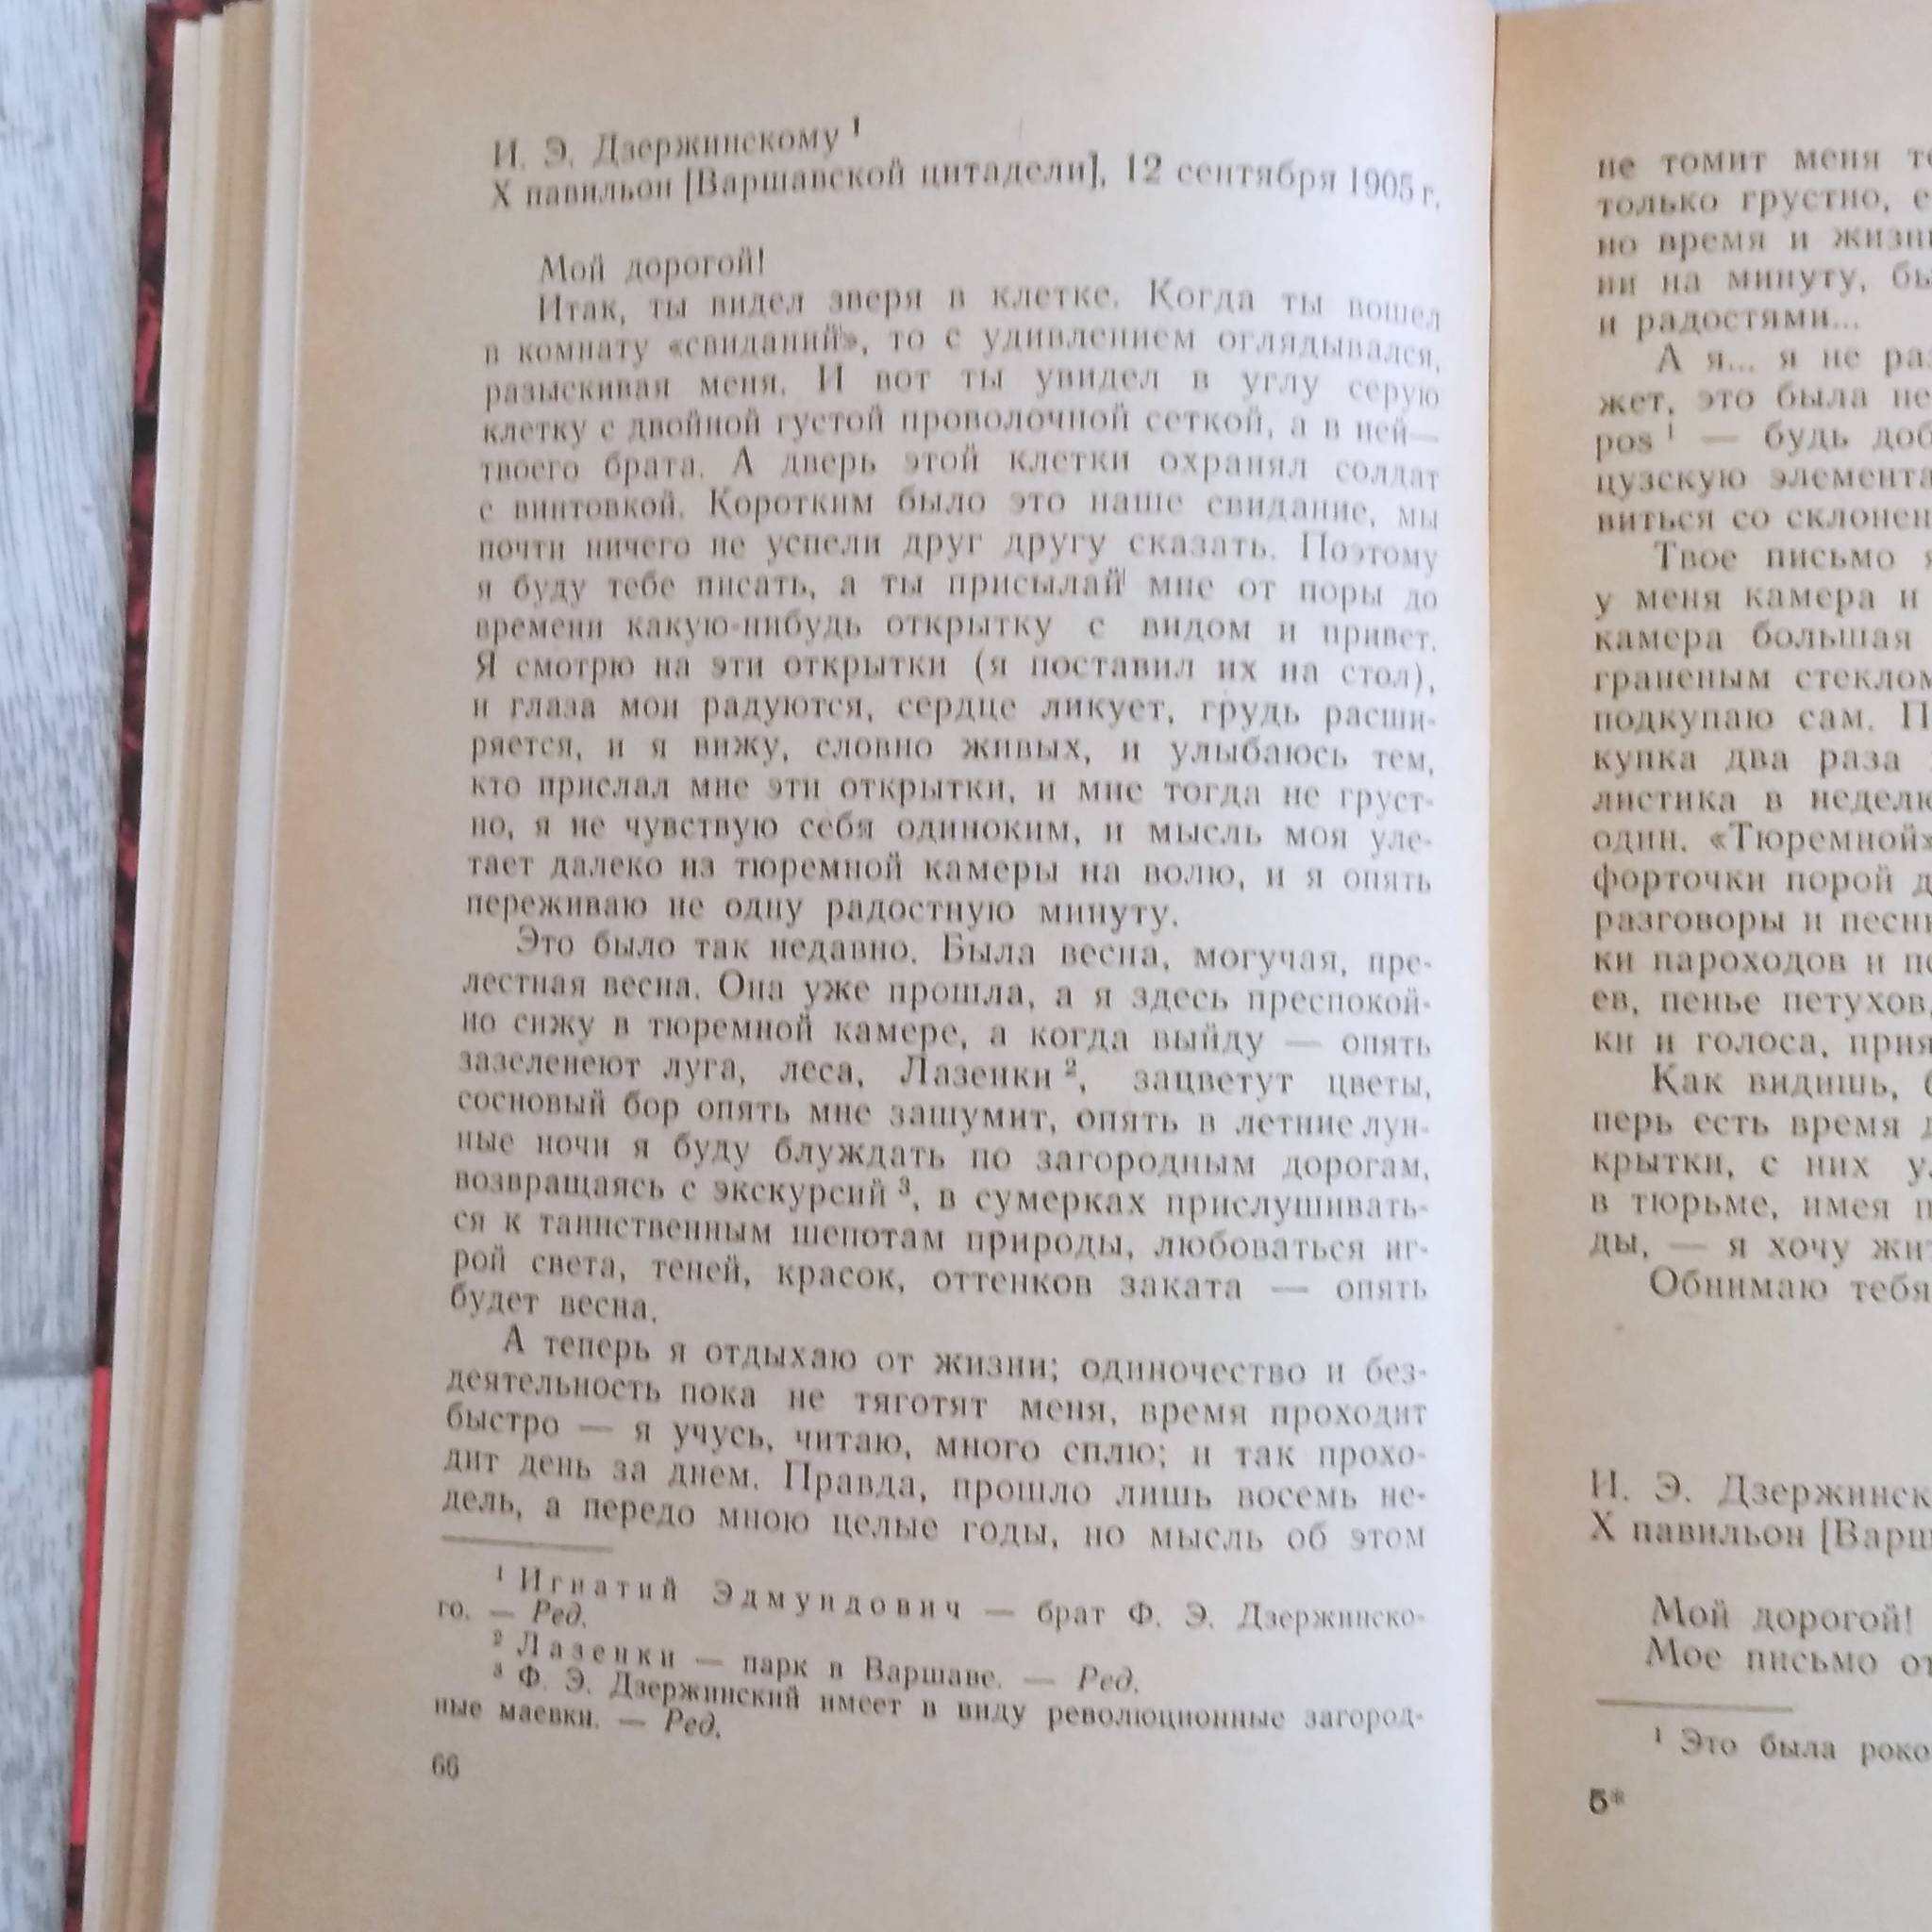 И. Э. Дзержинскому ¹
X павильон [Варшавской цитадели], 12 сентября 1905 г.
Мой дорогой!
Итак, ты видел зверя в клетке. Когда ты вошел
в комнату «свиданий», то с удивлением оглядывался,
разыскивая меня. И вот ты увидел в углу серую
клетку с двойной густой проволочной сеткой, а в ней—
твоего брата. А дверь этой клетки охранял солдат
с винтовкой. Коротким было это наше свидание, мы
почти ничего не успели друг другу сказать. Поэтому
я буду тебе писать, а ты присылай мне от поры до
времени какую-нибудь открытку с видом и привет.
Я смотрю на эти открытки (я поставил их на стол),
и глаза мои радуются, сердце ликует, грудь расши-
ряется, и я вижу, словно живых, и улыбаюсь тем,
кто прислал мне эти открытки, и мне тогда не груст-
но, я не чувствую себя одиноким, и мысль моя уле-
тает далеко из тюремной камеры на волю, и я опять
переживаю не одну радостную минуту.
Это было так недавно. Была весна, могучая, пре-
лестная весна. Она уже прошла, а я здесь преспокой-
но сижу в тюремной камере, а когда выйду — опять
зазеленеют луга, леса, Лазенки ², зацветут цветы,
сосновый бор опять мне зашумит, опять в летние лун-
ные ночи я буду блуждать по загородным дорогам,
возвращаясь с экскурсий ³, в сумерках прислушивать-
ся к таинственным шепотам природы, любоваться иг-
рой света, теней, красок, оттенков заката — опять
будет весна.
А теперь я отдыхаю от жизни; одиночество и без-
деятельность пока не тяготят меня, время проходит
быстро — я учусь, читаю, много сплю; и так прохо-
дит день за днем. Правда, прошло лишь восемь не-
дель, а передо мною целые годы, но мысль об этом
¹ Игнатий Эдмундович — брат Ф. Э. Дзержинско-
го. — Ред.
² Лазенки — парк в Варшаве. — Ред.
³ Ф. Э. Дзержинский имеет в виду революционные загород-
ные маевки. — Ред.
66
не томит меня
только грустно,
но время и
ни на минуту,
и радостями...
А я... я не
жет, это была
pos ¹ — будь
цузскую
виться со
Твое письмо
у меня камера и
камера большая
граненым
подкупаю сам.
купка два раза
листика в
один. «Тюремной»
форточки порой
разговоры и
ки пароходов и
ев, пенье петухов,
ки и голоса,
Как видишь,
перь есть время
крытки, с них
в тюрьме, имея
ды, — я хочу
Обнимаю тебя
И. Э.
X павильон
Мой дорогой!
Мое письмо
¹ Это была
5*